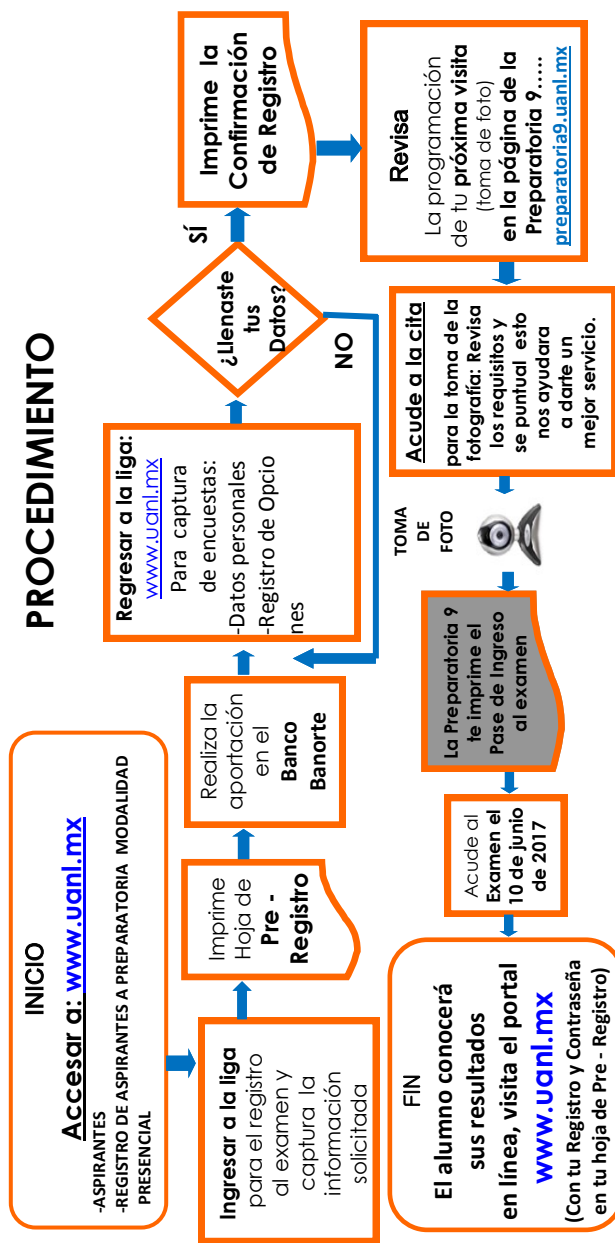 PROCEDIMIENTO
INICIO
Accesar a: www.uanl.mx
-ASPIRANTES
-REGISTRO DE ASPIRANTES A PREPARATORIA MODALIDAD
PRESENCIAL
Ingresar a la liga
para el registro
al examen y
captura la
información
solicitada
Imprime
Hoja de
Pre -
Registro
Realiza la
aportación
en el
Banco
Banorte
Regresar a la liga:
www.uanl.mx
Para captura
de encuestas:
-Datos personales
-Registro de Opcio
nes
¿Llenaste
tus
Datos?
SÍ
NO
Imprime la
Confirmación
de Registro
Revisa
La programación
de tu próxima visita
(toma de foto)
en la página de la
Preparatoria 9.....
preparatoria9.uanl.mx
Acude a la cita
para la toma de la
fotografía: Revisa
los requisitos y
se puntual esto
nos ayudara
a darte un
mejor servicio.
TOMA
DE
FOTO
La Preparatoria 9
te imprime el
Pase de Ingreso
al examen
Acude al
Examen el
10 de junio
de 2017
FIN
El alumno conocerá
sus resultados
en línea, visita el portal
www.uanl.mx
(Con tu Registro y Contraseña
en tu hoja de Pre - Registro)